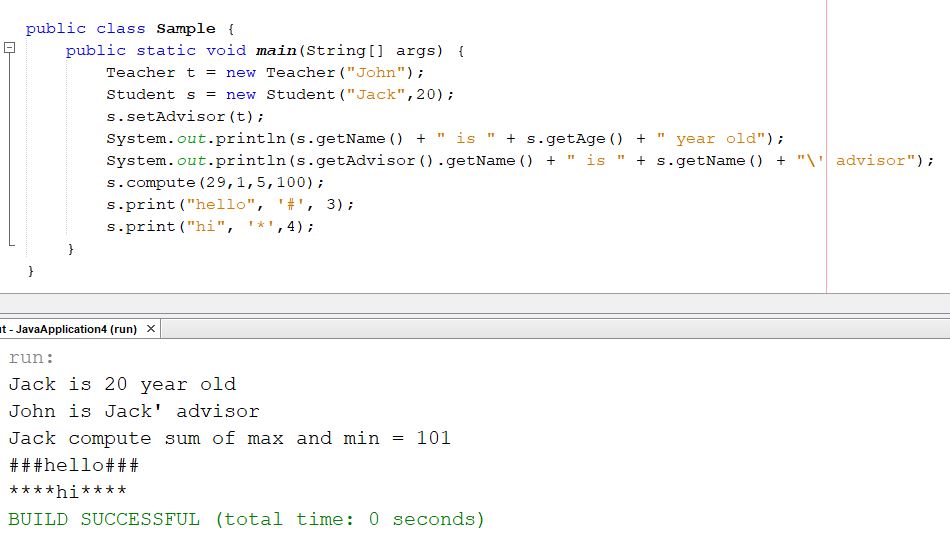 public class Sample {
    public static void main(String[] args) {
        Teacher t = new Teacher("John");
        Student s = new Student("Jack",20);
        s.setAdvisor(t);
        System.out.println(s.getName() + " is " + s.getAge() + " year old");
        System.out.println(s.getAdvisor().getName() + " is " + s.getName() + "\' advisor");
        s.compute(29,1,5,100);
        s.print("hello", '#', 3);
        s.print("hi", '*',4);
    }
}
ut - JavaApplication4 (run) ×
run:
Jack is 20 year old
John is Jack' advisor
Jack compute sum of max and min = 101
###hello###
****hi****
BUILD SUCCESSFUL (total time: 0 seconds)